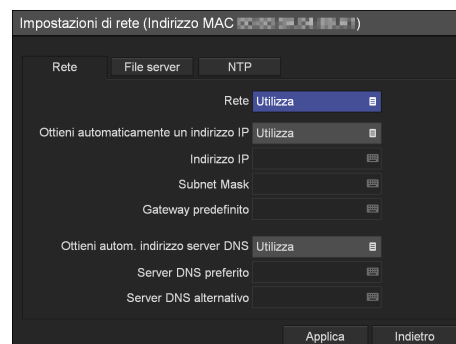 Impostazioni di rete (Indirizzo MAC )
Rete File server NTP
Rete Utilizza
Ottieni automaticamente un indirizzo IP Utilizza
Indirizzo IP
Subnet Mask
Gateway predefinito
Ottieni autom. indirizzo server DNS Utilizza
Server DNS preferito
Server DNS alternativo
Applica Indietro